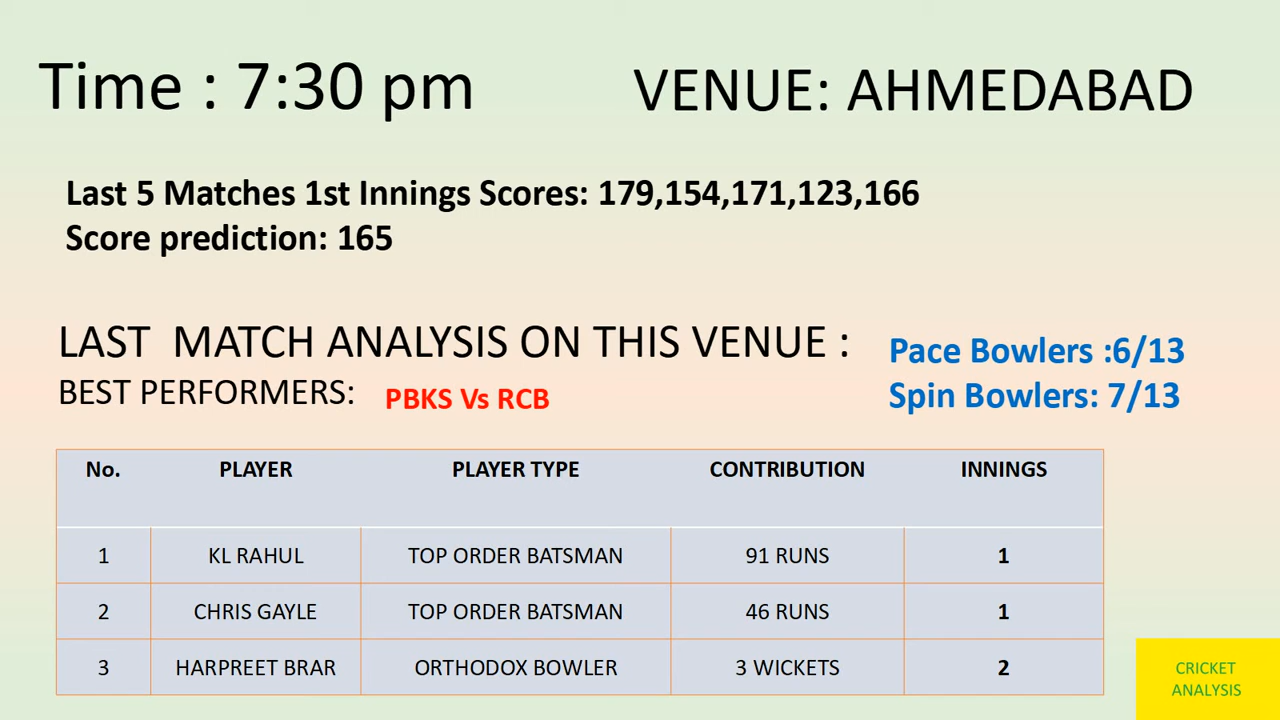 Time : 7:30 pm
VENUE: AHMEDABAD
Last 5 Matches 1st Innings Scores: 179,154,171,123,166
Score prediction: 165
LAST MATCH ANALYSIS ON THIS VENUE :
BEST PERFORMERS: PBKS Vs RCB
Pace Bowlers :6/13
Spin Bowlers: 7/13
No. PLAYER PLAYER TYPE CONTRIBUTION INNINGS
1 KL RAHUL TOP ORDER BATSMAN 91 RUNS 1
2 CHRIS GAYLE TOP ORDER BATSMAN 46 RUNS 1
3 HARPREET BRAR ORTHODOX BOWLER 3 WICKETS 2
CRICKET
ANALYSIS